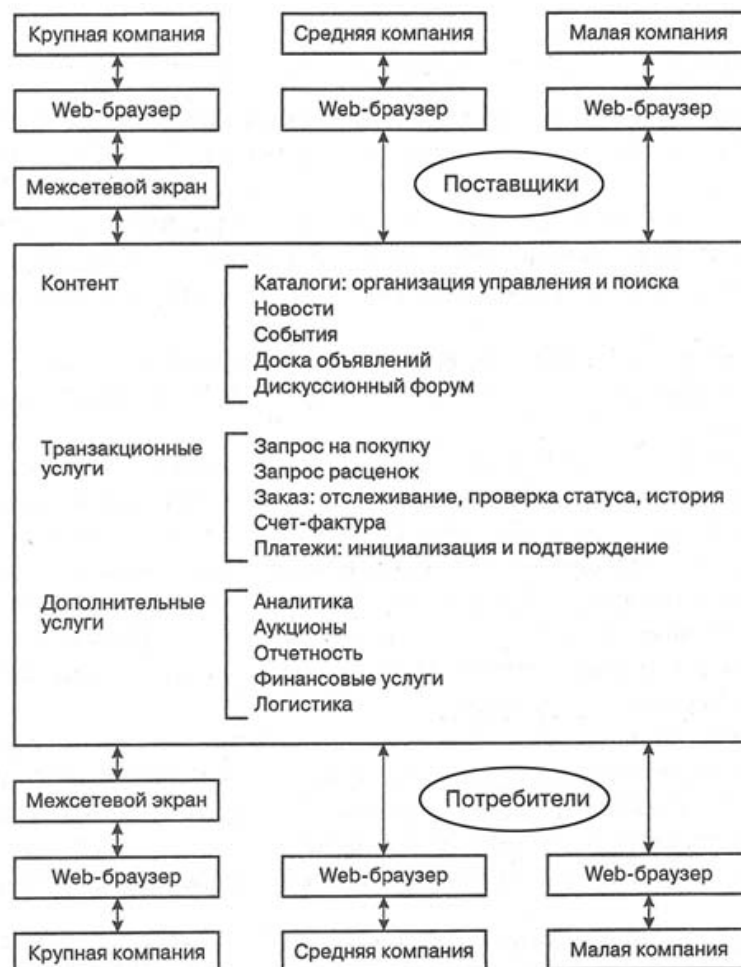 Крупная компания
Средняя компания
Малая компания
Web-браузер
Web-браузер
Web-браузер
Межсетевой экран
Поставщики
Контент
Каталоги: организация управления и поиска
Новости
События
Доска объявлений
Дискуссионный форум
Транзакционные
услуги
Запрос на покупку
Запрос расценок
Заказ: отслеживание, проверка статуса, история
Счет-фактура
Платежи: инициализация и подтверждение
Дополнительные
услуги
Аналитика
Аукционы
Отчетность
Финансовые услуги
Логистика
Межсетевой экран
Потребители
Web-браузер
Web-браузер
Web-браузер
Крупная компания
Средняя компания
Малая компания